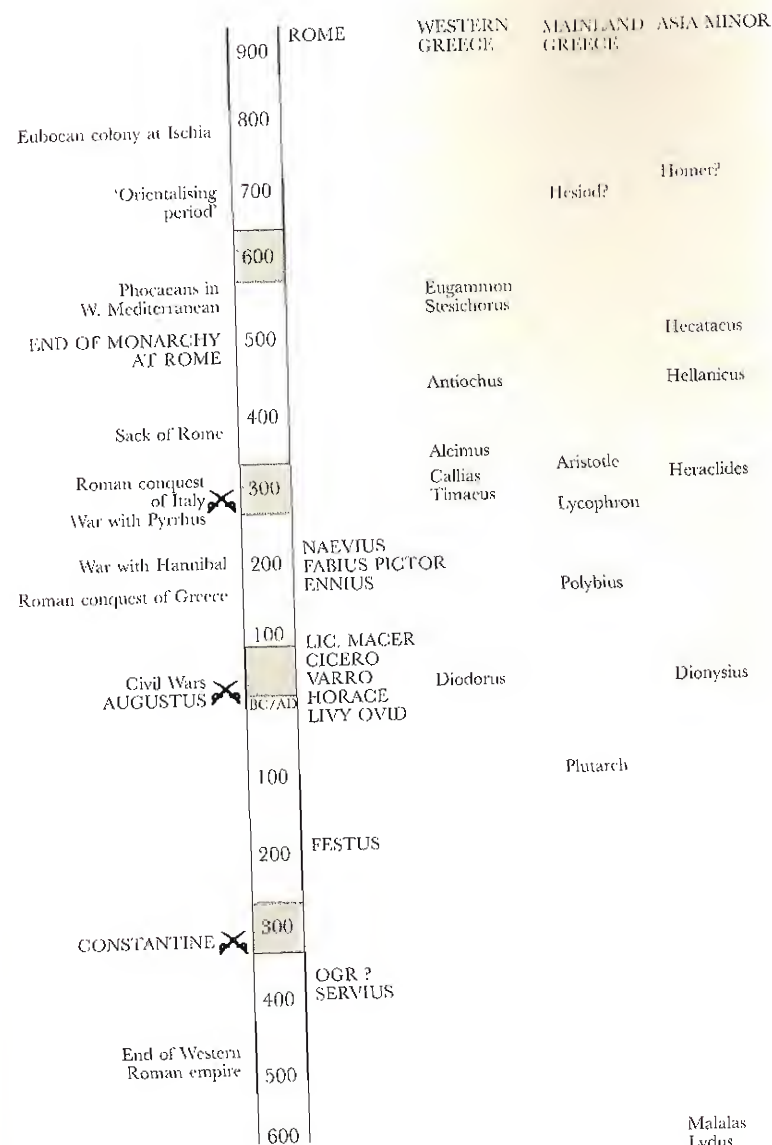 ROME
WESTERN GREECE
MAINLAND GREECE
ASIA MINOR
900
800
Euboean colony at Ischia
Homer?
'Orientalising
period'
700
Hesiod?
600
Phocaeans in
W. Mediterranean
Eugammon
Stesichorus
Hecataeus
END OF MONARCHY
AT ROME
500
Antiochus
Hellanicus
400
Sack of Rome
Alcimus
Aristotle
Heraclides
Roman conquest
of Italy
War with Pyrrhus
300
Callias
Timaeus
Lycophron
NAEVIUS
War with Hannibal
200
FABIUS PICTOR
ENNIUS
Polybius
Roman conquest of Greece
100
LIC. MACER
CICERO
Civil Wars
AUGUSTUS
VARRO
Diodorus
Dionysius
BC/AD
HORACE
LIVY OVID
Plutarch
100
200
FESTUS
300
CONSTANTINE
OGR ?
400
SERVIUS
End of Western
Roman empire
500
600
Malalas
Lydus